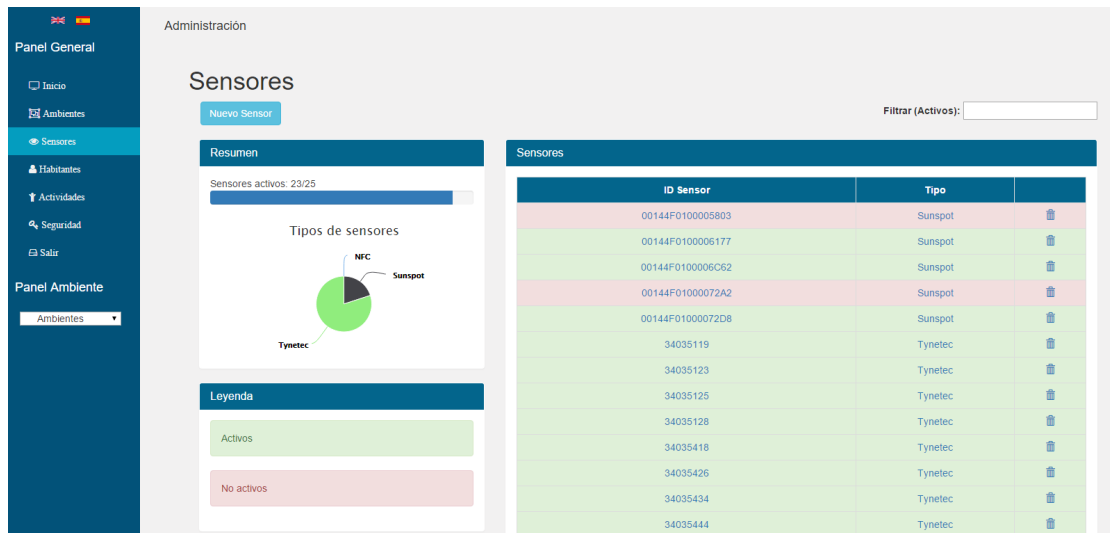 Panel General
Inicio
Ambientes
Sensores
Habitantes
Actividades
Seguridad
Salir
Panel Ambiente
Ambientes
Administración
Sensores
Nuevo Sensor
Filtrar (Activos):
Resumen
Sensores activos: 23/25
Tipos de sensores
NFC
Sunspot
Tynetec
Leyenda
Activos
No activos
Sensores
ID Sensor Tipo
00144F0100005803 Sunspot
00144F0100006177 Sunspot
00144F0100006C62 Sunspot
00144F01000072A2 Sunspot
00144F01000072D8 Sunspot
34035119 Tynetec
34035123 Tynetec
34035125 Tynetec
34035128 Tynetec
34035418 Tynetec
34035426 Tynetec
34035434 Tynetec
34035444 Tynetec